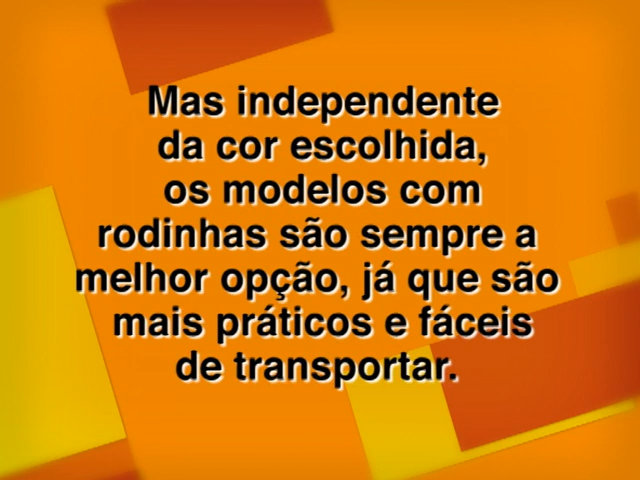 Mas independente
da cor escolhida,
os modelos com
rodinhas são sempre a
melhor opção, já que são
mais práticos e fáceis
de transportar.